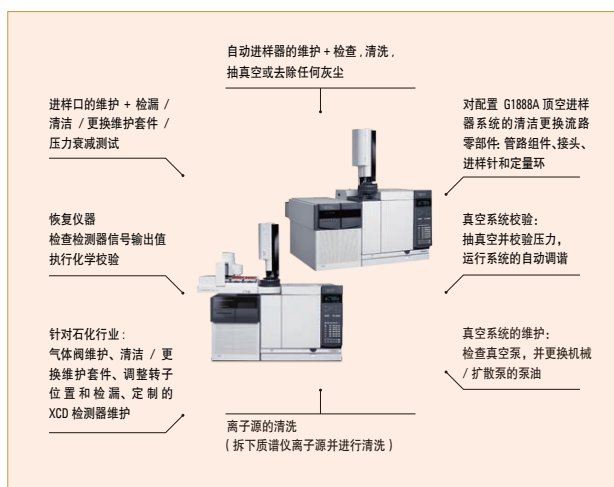 自动进样器的维护 + 检查 , 清洗 ,
抽真空或去除任何灰尘
进样口的维护 + 检漏 /
清洁 / 更换维护套件 /
压力衰减测试
对配置 G1888A 顶空进样
器系统的清洁更换流路
零部件: 管路组件、接头、
进样针和定量环
恢复仪器
检查检测器信号输出值
执行化学校验
真空系统校验:
抽真空并校验压力,
运行系统的自动调谐
针对石化行业:
气体阀维护、清洁 / 更
换维护套件、调整转子
位置和检漏、定制的
XCD 检测器维护
真空系统的维护:
检查真空泵, 并更换机械
/ 扩散泵的泵油
离子源的清洗
( 拆下质谱仪离子源并进行清洗 )